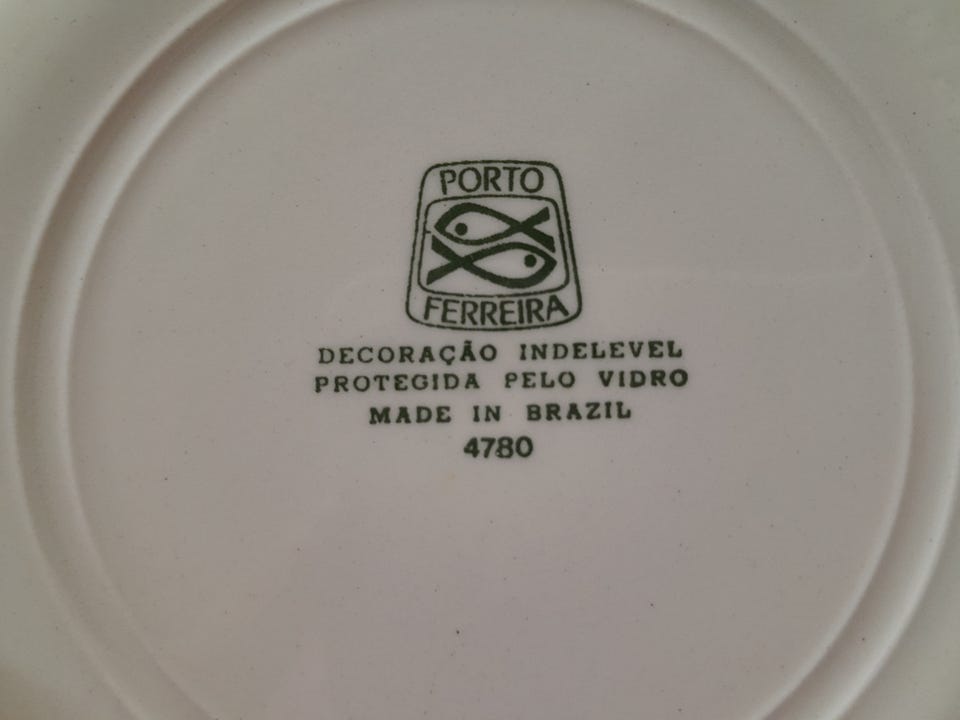 PORTO
FERREIRA
DECORAÇÃO INDELEVEL
PROTEGIDA PELO VIDRO
MADE IN BRAZIL
4780